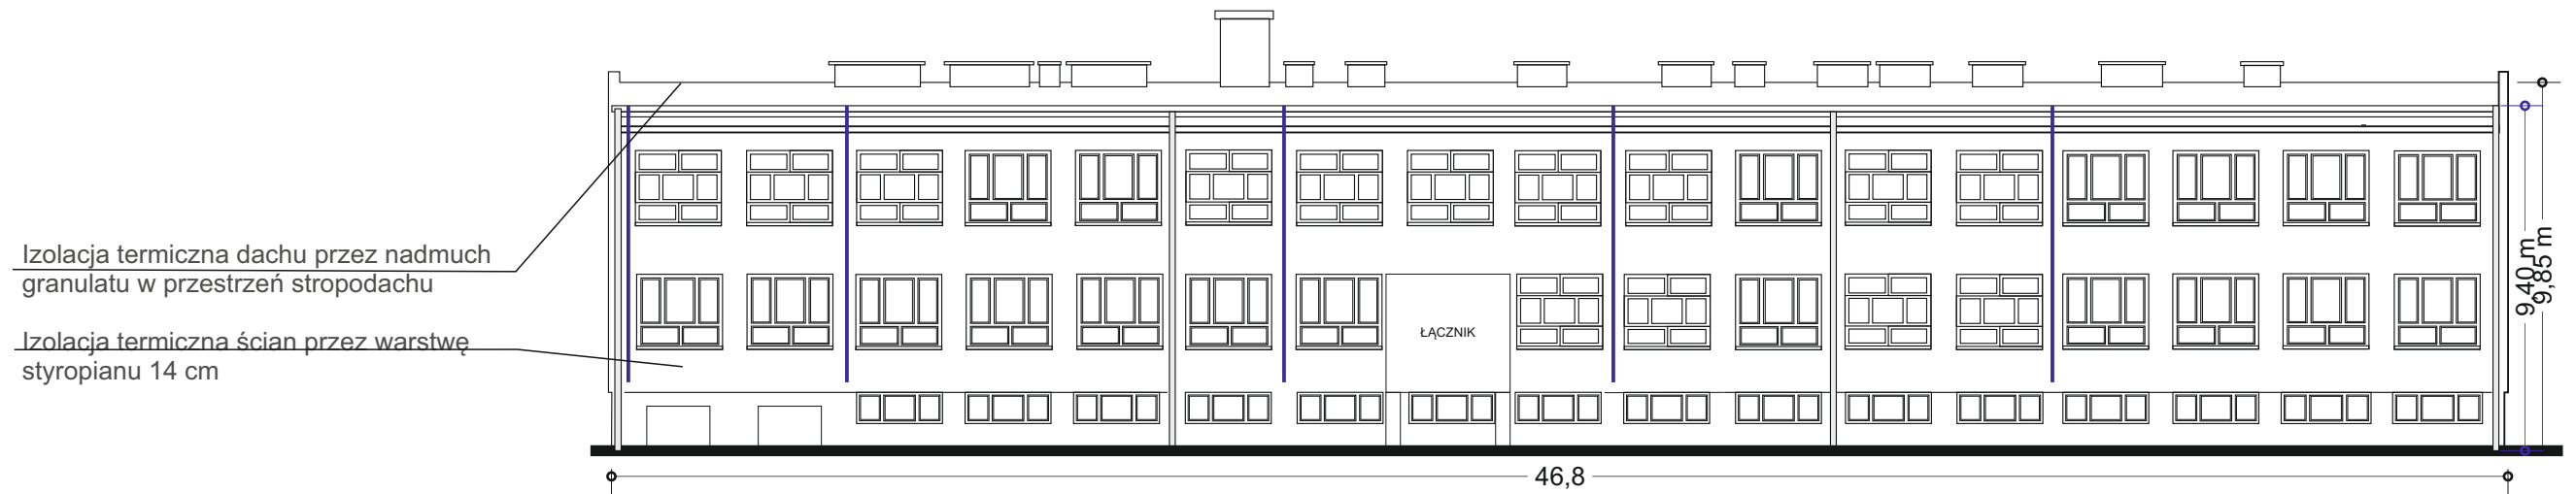 Izolacja termiczna dachu przez nadmuch
granulatu w przestrzeń stropodachu
Izolacja termiczna ścian przez warstwę
styropianu 14 cm
ŁĄCZNIK
9,40 m
9,85 m
46,8